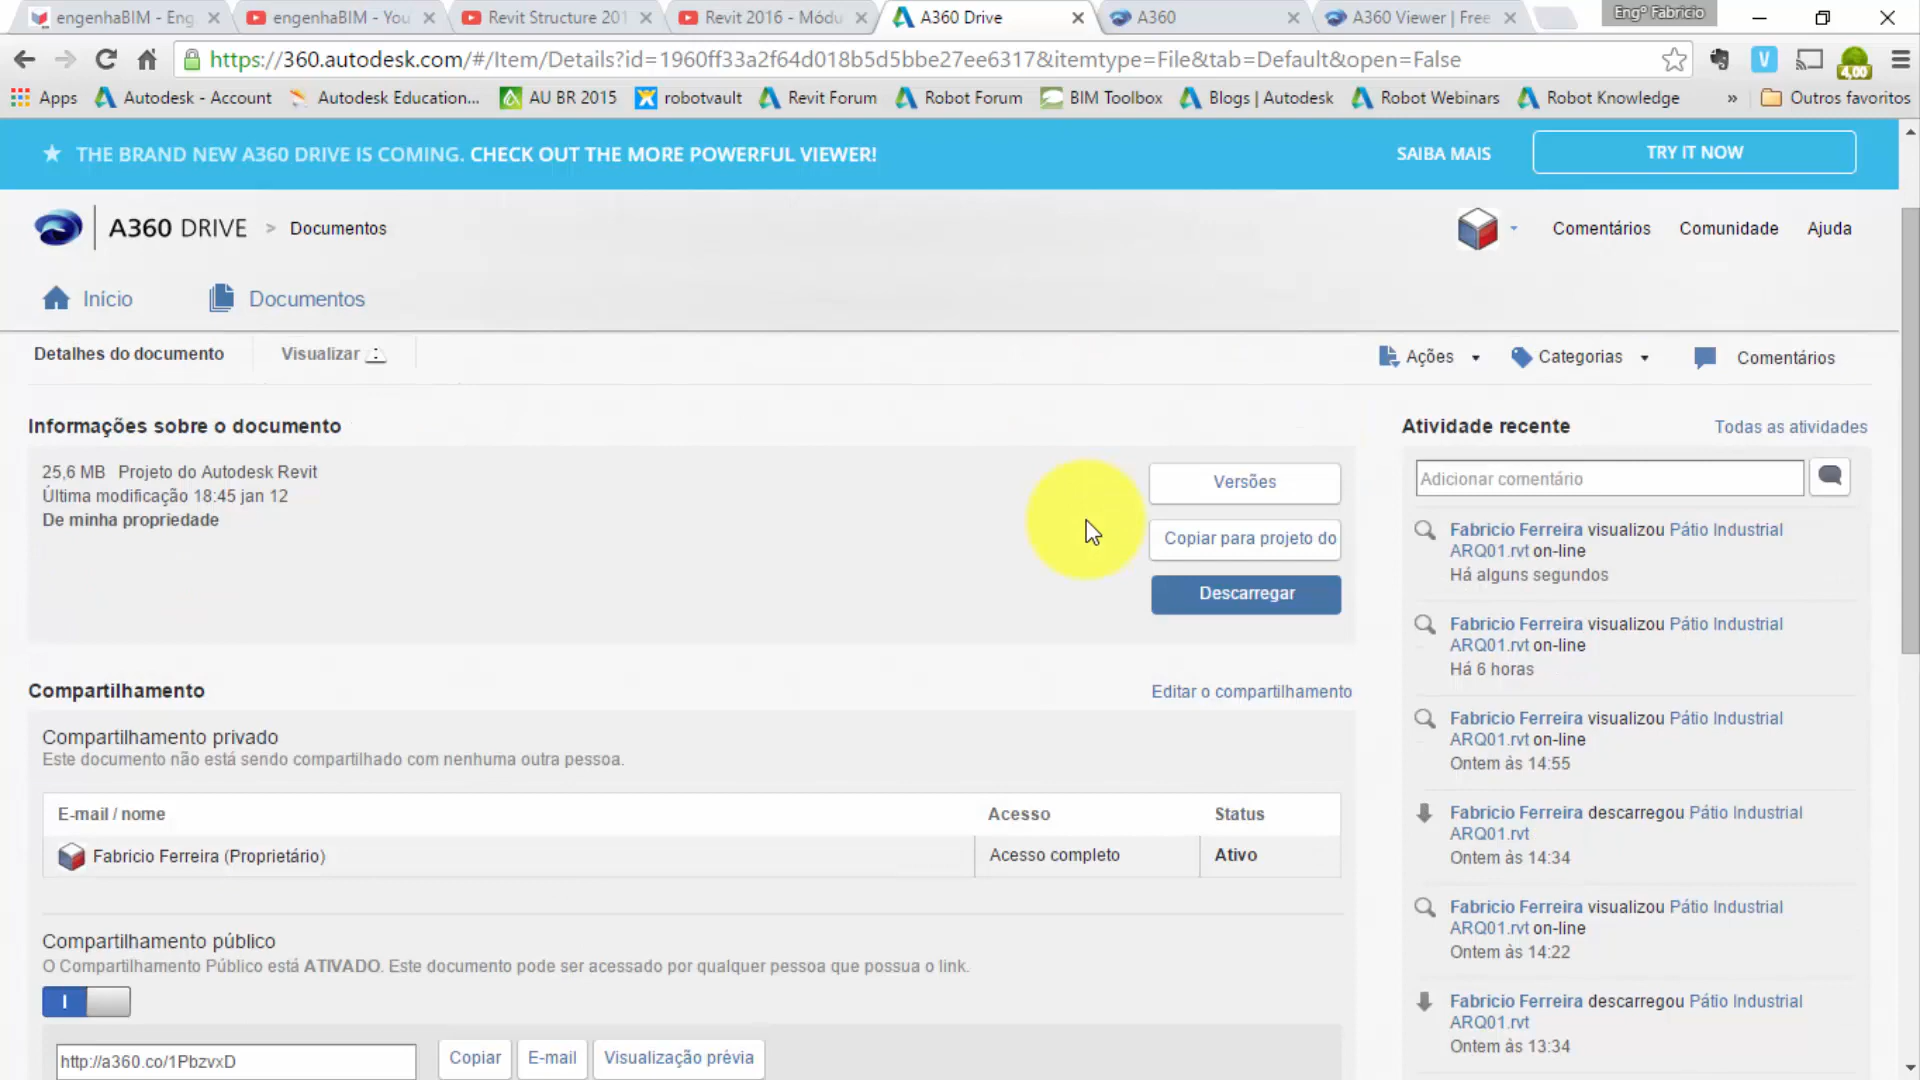 engenhaBIM - Eng
engenhaBIM - You
Revit Structure 201
Revit 2016 - Módu
A360 Drive
A360
A360 Viewer | Free
Engº Fabricio
https://360.autodesk.com/#/Item/Details?id=1960ff33a2f64d018b5d5bbe27ee6317&itemtype=File&tab=Default&open=False
4,00
Apps
Autodesk - Account
Autodesk Education...
AU BR 2015
robotvault
Revit Forum
Robot Forum
BIM Toolbox
Blogs | Autodesk
Robot Webinars
Robot Knowledge
»
Outros favoritos
THE BRAND NEW A360 DRIVE IS COMING. CHECK OUT THE MORE POWERFUL VIEWER!
SAIBA MAIS
TRY IT NOW
A360 DRIVE > Documentos
Comentários
Comunidade
Ajuda
Início
Documentos
Detalhes do documento
Visualizar
Ações
Categorias
Comentários
Informações sobre o documento
25,6 MB Projeto do Autodesk Revit
Última modificação 18:45 jan 12
De minha propriedade
Versões
Copiar para projeto do
Descarregar
Compartilhamento
Editar o compartilhamento
Compartilhamento privado
Este documento não está sendo compartilhado com nenhuma outra pessoa.
E-mail / nome
Acesso
Status
Fabricio Ferreira (Proprietário)
Acesso completo
Ativo
Compartilhamento público
O Compartilhamento Público está ATIVADO. Este documento pode ser acessado por qualquer pessoa que possua o link.
I
http://a360.co/1PbzvxD
Copiar
E-mail
Visualização prévia
Atividade recente
Todas as atividades
Adicionar comentário
Fabricio Ferreira visualizou Pátio Industrial
ARQ01.rvt on-line
Há alguns segundos
Fabricio Ferreira visualizou Pátio Industrial
ARQ01.rvt on-line
Há 6 horas
Fabricio Ferreira visualizou Pátio Industrial
ARQ01.rvt on-line
Ontem às 14:55
Fabricio Ferreira descarregou Pátio Industrial
ARQ01.rvt
Ontem às 14:34
Fabricio Ferreira visualizou Pátio Industrial
ARQ01.rvt on-line
Ontem às 14:22
Fabricio Ferreira descarregou Pátio Industrial
ARQ01.rvt
Ontem às 13:34